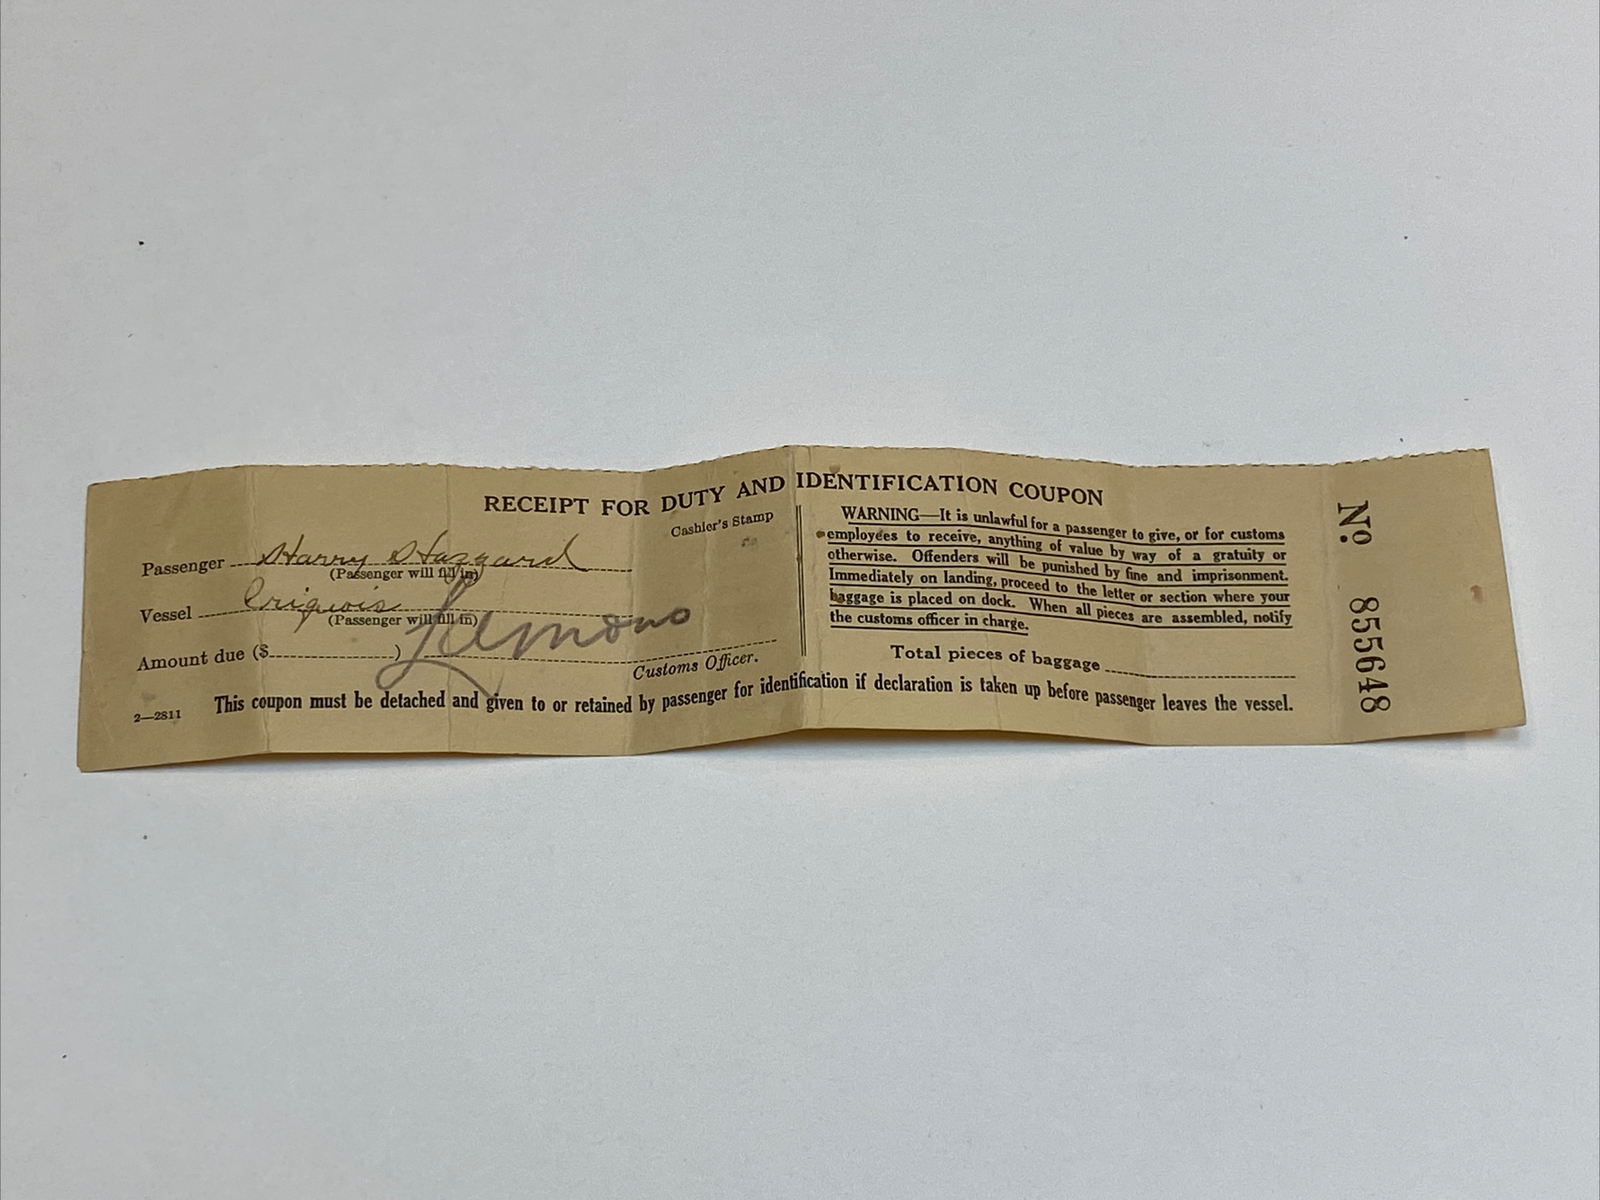 RECEIPT FOR DUTY AND IDENTIFICATION COUPON
Cashier's Stamp
Passenger Harry Hazzard
(Passenger will fill in)
Vessel
(Passenger will fill in)
Amount due ($ )
Customs Officer.
WARNING—It is unlawful for a passenger to give, or for customs
employees to receive, anything of value by way of a gratuity or
otherwise. Offenders will be punished by fine and imprisonment.
Immediately on landing, proceed to the letter or section where your
baggage is placed on dock. When all pieces are assembled, notify
the customs officer in charge.
Total pieces of baggage
2—2811
This coupon must be detached and given to or retained by passenger for identification if declaration is taken up before passenger leaves the vessel.
No. 855648